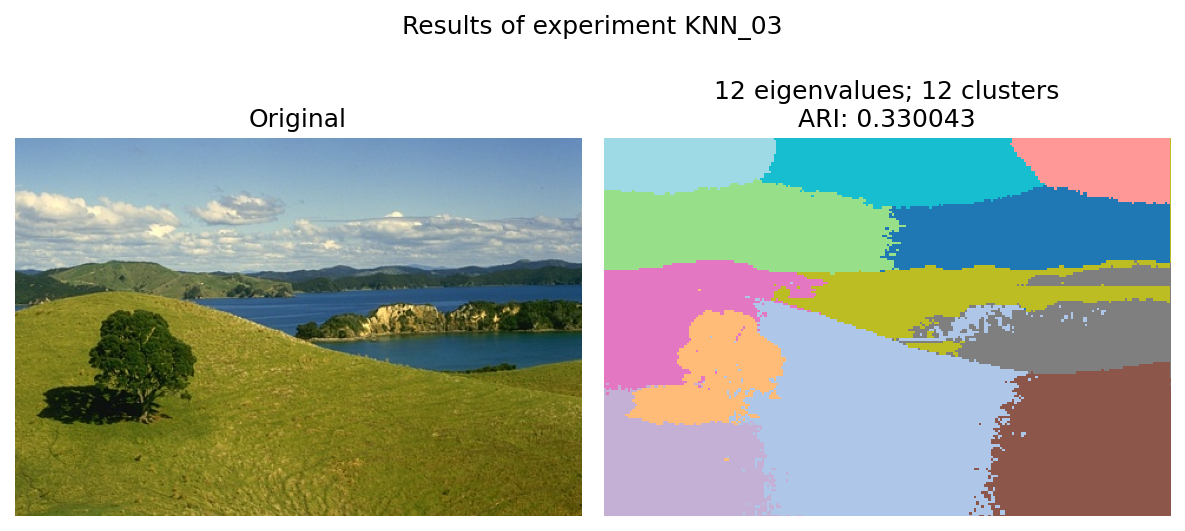 Results of experiment KNN_03
Original
12 eigenvalues; 12 clusters
ARI: 0.330043